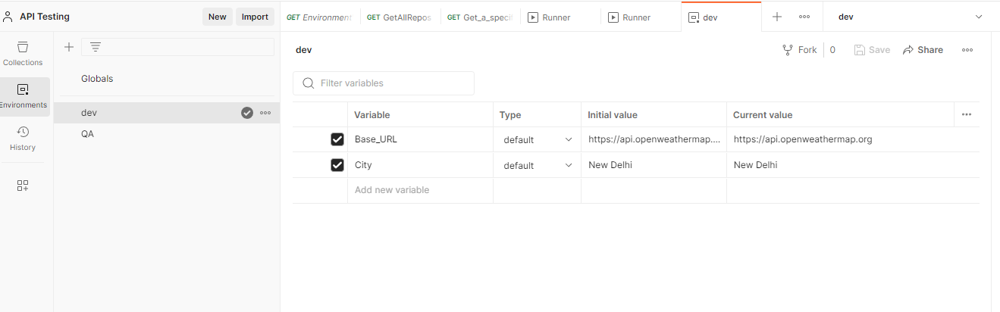 API Testing
New
Import
GET Environment
GET GetAllRepos
GET Get_a_specif
Runner
Runner
dev
dev
Collections
Environments
History
Globals
dev
QA
dev
Fork
0
Save
Share
Filter variables
Variable Type Initial value Current value
Base_URL default https://api.openweathermap.... https://api.openweathermap.org
City default New Delhi New Delhi
Add new variable